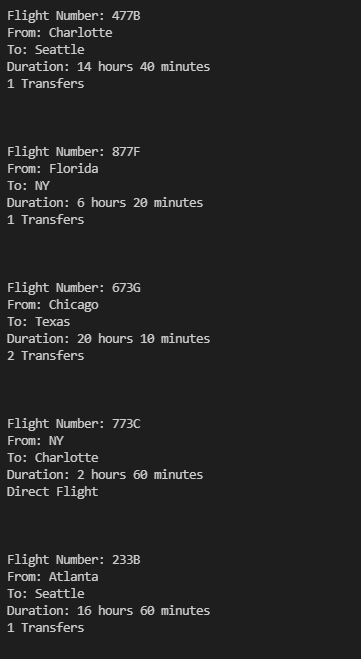 Flight Number: 477B
From: Charlotte
To: Seattle
Duration: 14 hours 40 minutes
1 Transfers
Flight Number: 877F
From: Florida
To: NY
Duration: 6 hours 20 minutes
1 Transfers
Flight Number: 673G
From: Chicago
To: Texas
Duration: 20 hours 10 minutes
2 Transfers
Flight Number: 773C
From: NY
To: Charlotte
Duration: 2 hours 60 minutes
Direct Flight
Flight Number: 233B
From: Atlanta
To: Seattle
Duration: 16 hours 60 minutes
1 Transfers